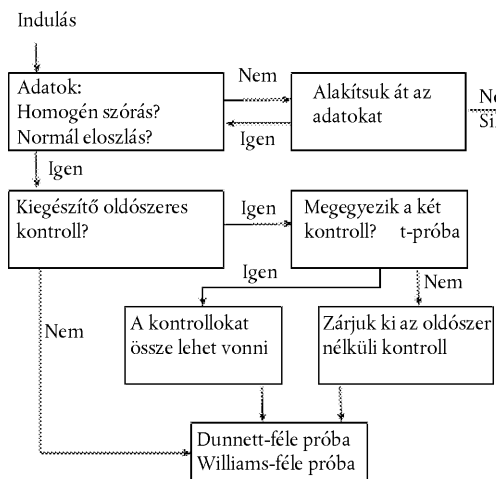 Indulás
Adatok:
Homogén szórás?
Normál eloszlás?
Nem
Igen
Alakítsuk át az
adatokat
Igen
Kiegészítő oldószeres
kontroll?
Igen
Megegyezik a két
kontroll? t-próba
Igen
Nem
Nem
A kontrollokat
össze lehet vonni
Zárjuk ki az oldószer
nélküli kontroll
Dunnett-féle próba
Williams-féle próba